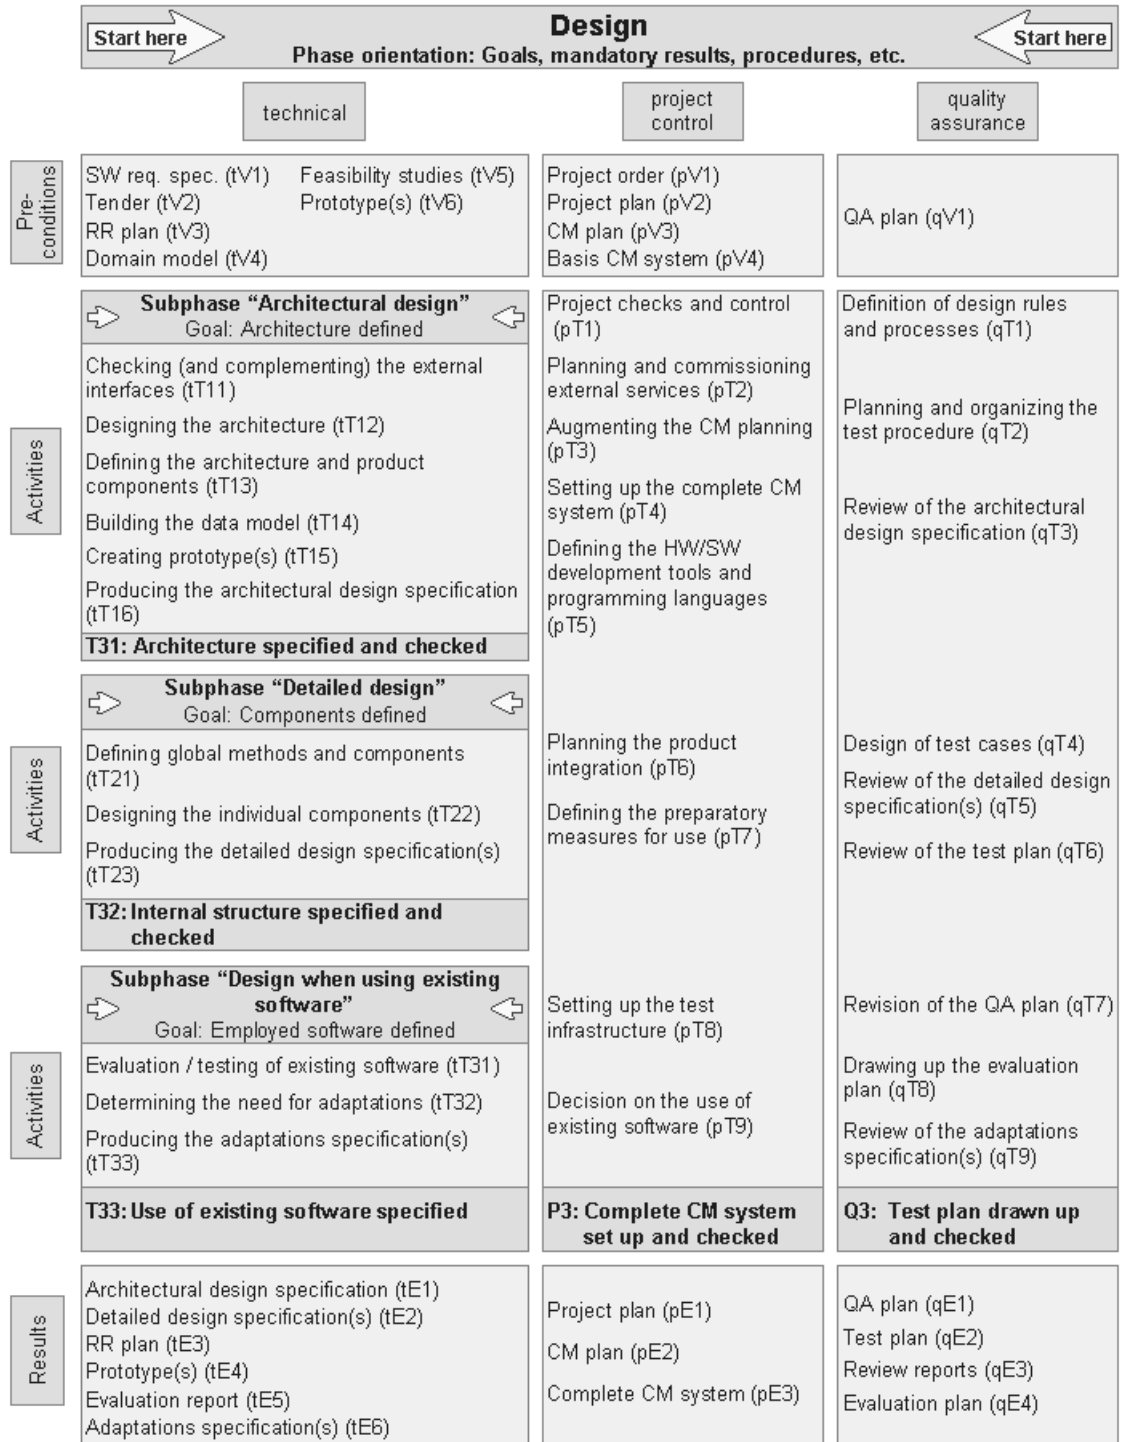 Design
Start here
Start here
Phase orientation: Goals, mandatory results, procedures, etc.
technical
project
control
quality
assurance
Pre-
conditions
SW req. spec. (tV1)
Tender (tV2)
RR plan (tV3)
Domain model (tV4)
Feasibility studies (tV5)
Prototype(s) (tV6)
Project order (pV1)
Project plan (pV2)
CM plan (pV3)
Basis CM system (pV4)
QA plan (qV1)
Activities
Subphase “Architectural design”
Goal: Architecture defined
Checking (and complementing) the external
interfaces (tT11)
Designing the architecture (tT12)
Defining the architecture and product
components (tT13)
Building the data model (tT14)
Creating prototype(s) (tT15)
Producing the architectural design specification
(tT16)
T31: Architecture specified and checked
Project checks and control
(pT1)
Planning and commissioning
external services (pT2)
Augmenting the CM planning
(pT3)
Setting up the complete CM
system (pT4)
Defining the HW/SW
development tools and
programming languages
(pT5)
Definition of design rules
and processes (qT1)
Planning and organizing the
test procedure (qT2)
Review of the architectural
design specification (qT3)
Activities
Subphase “Detailed design”
Goal: Components defined
Defining global methods and components
(tT21)
Designing the individual components (tT22)
Producing the detailed design specification(s)
(tT23)
T32: Internal structure specified and
checked
Planning the product
integration (pT6)
Defining the preparatory
measures for use (pT7)
Design of test cases (qT4)
Review of the detailed design
specification(s) (qT5)
Review of the test plan (qT6)
Activities
Subphase “Design when using existing
software”
Goal: Employed software defined
Evaluation / testing of existing software (tT31)
Determining the need for adaptations (tT32)
Producing the adaptations specification(s)
(tT33)
T33: Use of existing software specified
Setting up the test
infrastructure (pT8)
Decision on the use of
existing software (pT9)
P3: Complete CM system
set up and checked
Revision of the QA plan (qT7)
Drawing up the evaluation
plan (qT8)
Review of the adaptations
specification(s) (qT9)
Q3: Test plan drawn up
and checked
Results
Architectural design specification (tE1)
Detailed design specification(s) (tE2)
RR plan (tE3)
Prototype(s) (tE4)
Evaluation report (tE5)
Adaptations specification(s) (tE6)
Project plan (pE1)
CM plan (pE2)
Complete CM system (pE3)
QA plan (qE1)
Test plan (qE2)
Review reports (qE3)
Evaluation plan (qE4)